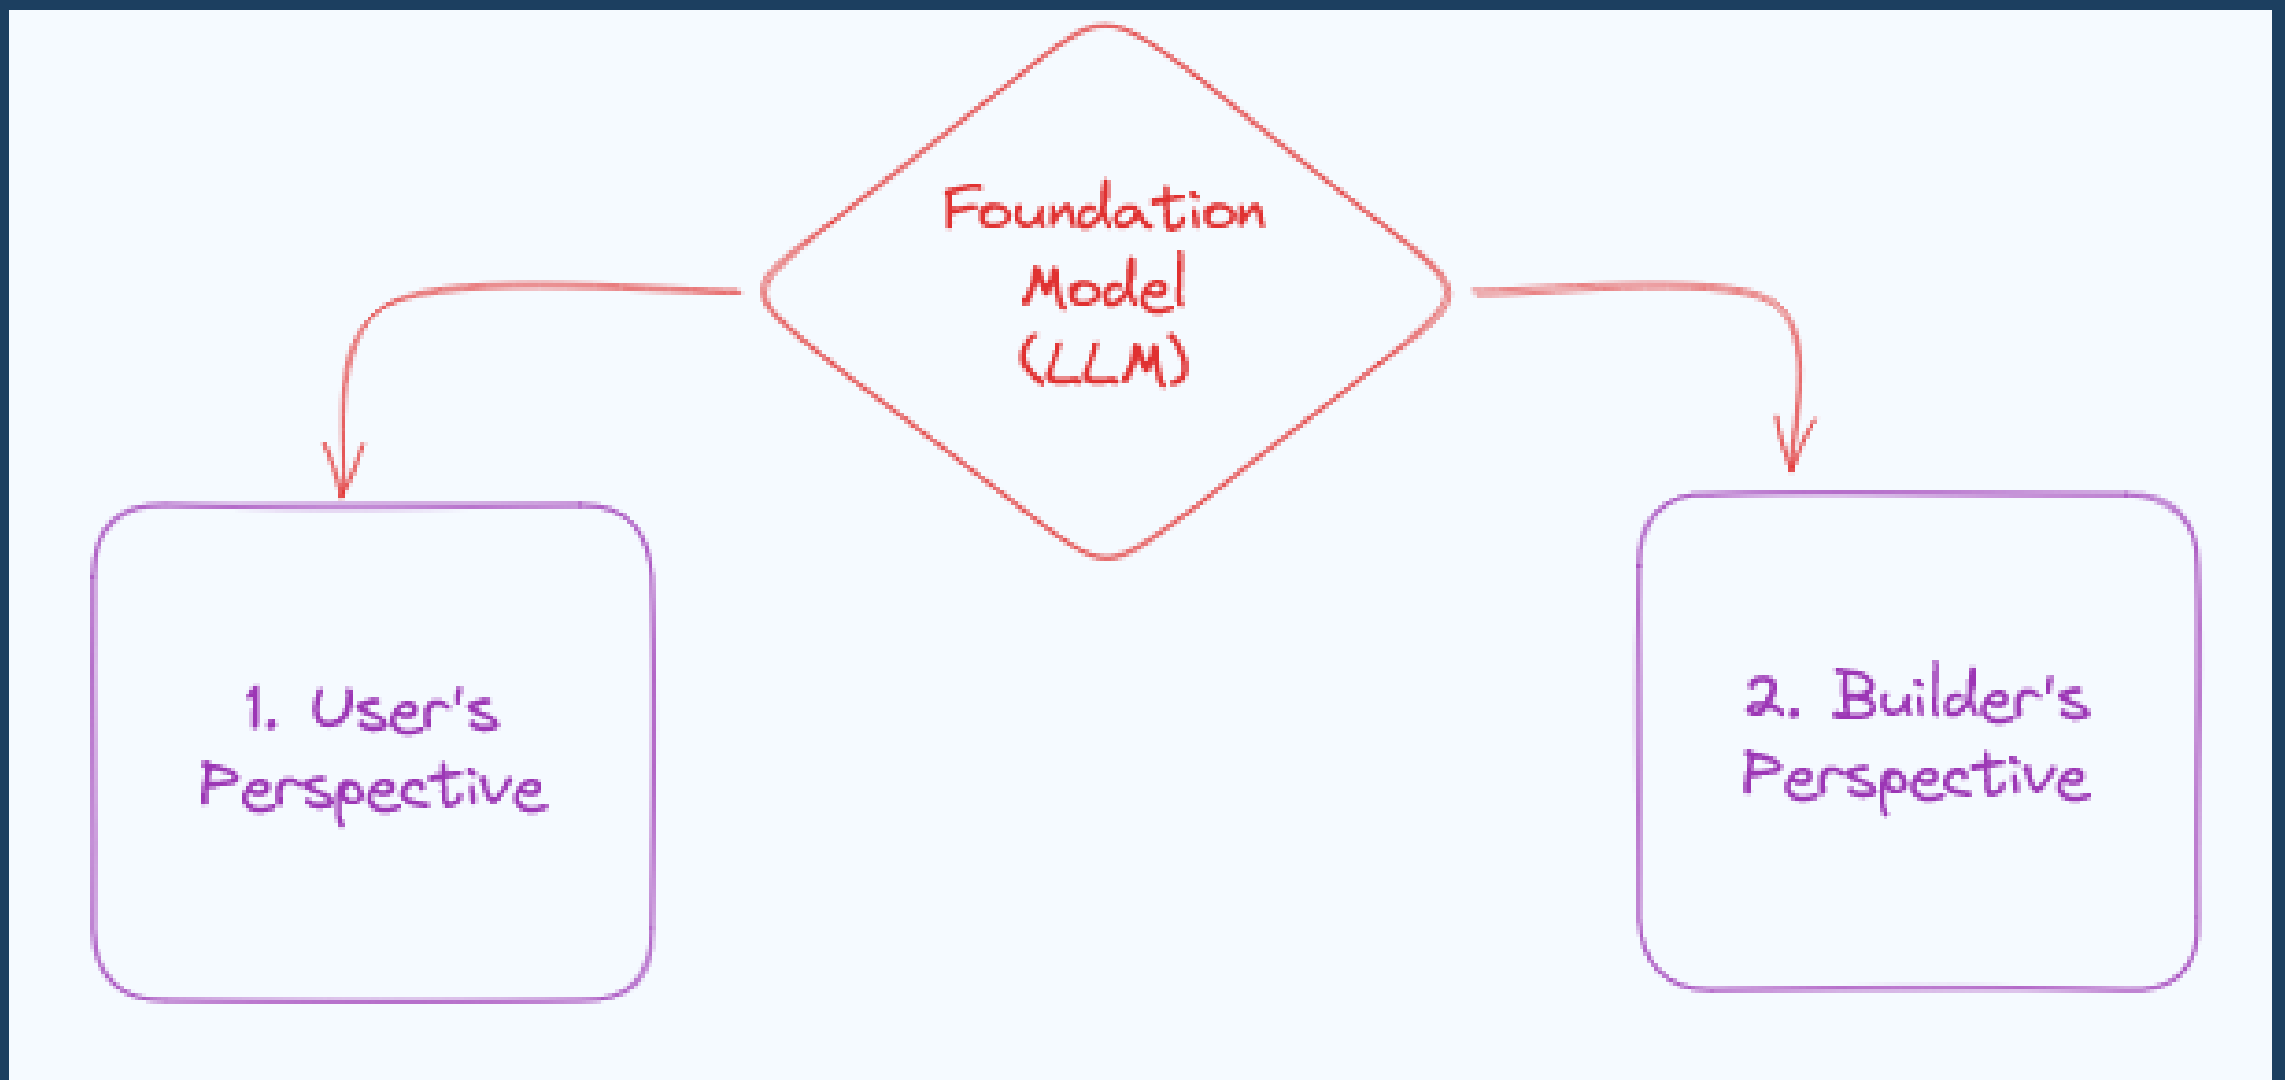 Foundation
Model
(LLM)
1. User's
Perspective
2. Builder's
Perspective